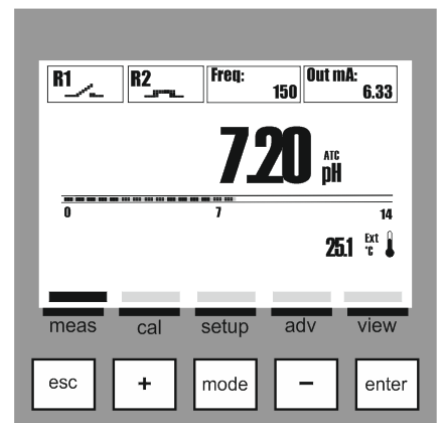 R1 R2 Freq: 150 Out mA: 6.33
7.20 ATC pH
0 7 14
25.1 Ext °C
meas cal setup adv view
esc + mode - enter